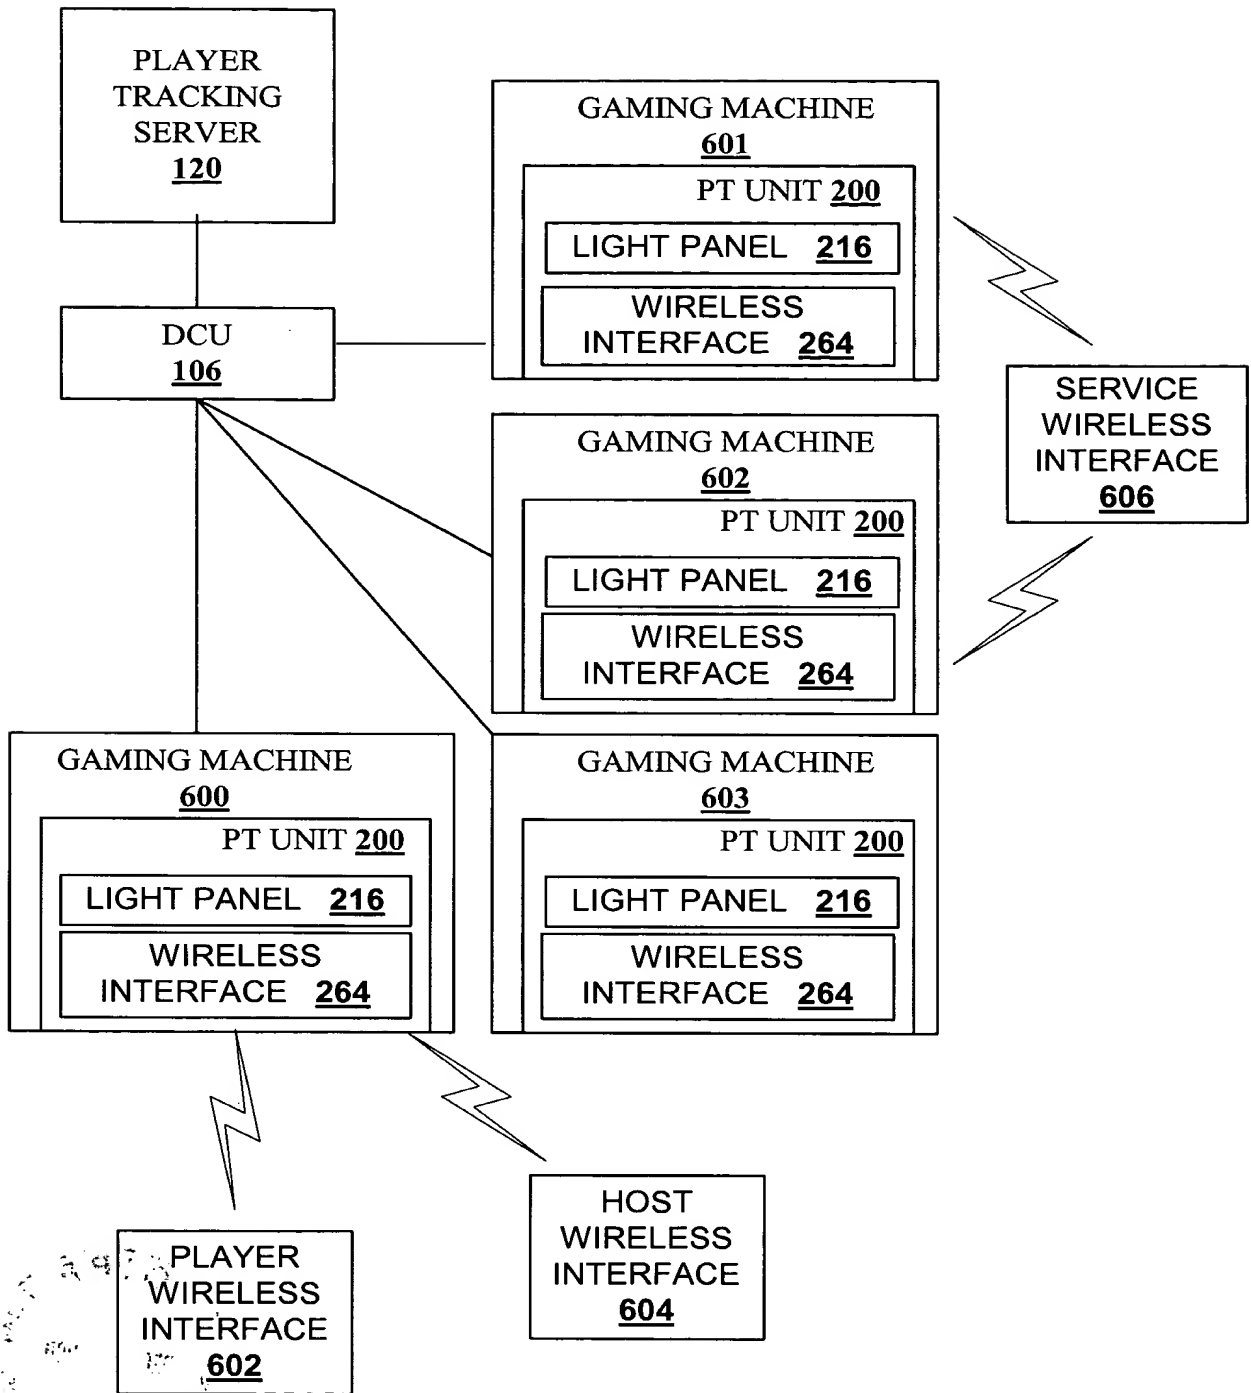 PLAYER
TRACKING
SERVER
120
DCU
106
GAMING MACHINE
601
PT UNIT 200
LIGHT PANEL 216
WIRELESS
INTERFACE 264
GAMING MACHINE
602
PT UNIT 200
LIGHT PANEL 216
WIRELESS
INTERFACE 264
SERVICE
WIRELESS
INTERFACE
606
GAMING MACHINE
600
PT UNIT 200
LIGHT PANEL 216
WIRELESS
INTERFACE 264
GAMING MACHINE
603
PT UNIT 200
LIGHT PANEL 216
WIRELESS
INTERFACE 264
PLAYER
WIRELESS
INTERFACE
602
HOST
WIRELESS
INTERFACE
604